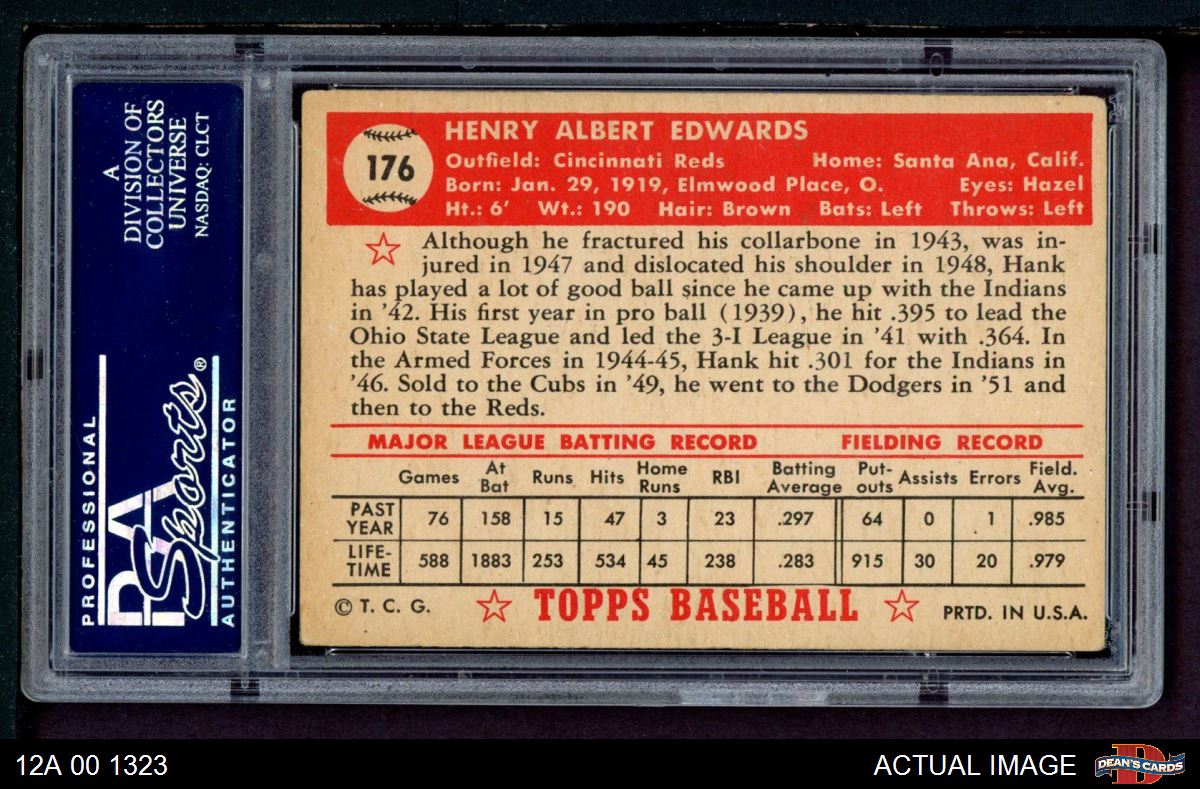 A
DIVISION OF
COLLECTORS
UNIVERSE
NASDAQ: CLCT
PROFESSIONAL
PSA
Sports®
AUTHENTICATOR
176
HENRY ALBERT EDWARDS
Outfield: Cincinnati Reds Home: Santa Ana, Calif.
Born: Jan. 29, 1919, Elmwood Place, O. Eyes: Hazel
Ht.: 6' Wt.: 190 Hair: Brown Bats: Left Throws: Left
Although he fractured his collarbone in 1943, was in-
jured in 1947 and dislocated his shoulder in 1948, Hank
has played a lot of good ball since he came up with the Indians
in '42. His first year in pro ball (1939), he hit .395 to lead the
Ohio State League and led the 3-I League in '41 with .364. In
the Armed Forces in 1944-45, Hank hit .301 for the Indians in
'46. Sold to the Cubs in '49, he went to the Dodgers in '51 and
then to the Reds.
MAJOR LEAGUE BATTING RECORD FIELDING RECORD
Games At Bat Runs Hits Home Runs RBI Batting Average Put-outs Assists Errors Field. Avg.
PAST YEAR 76 158 15 47 3 23 .297 64 0 1 .985
LIFE-TIME 588 1883 253 534 45 238 .283 915 30 20 .979
© T. C. G. TOPPS BASEBALL PRTD. IN U.S.A.
12A 00 1323 ACTUAL IMAGE DEAN'S CARDS